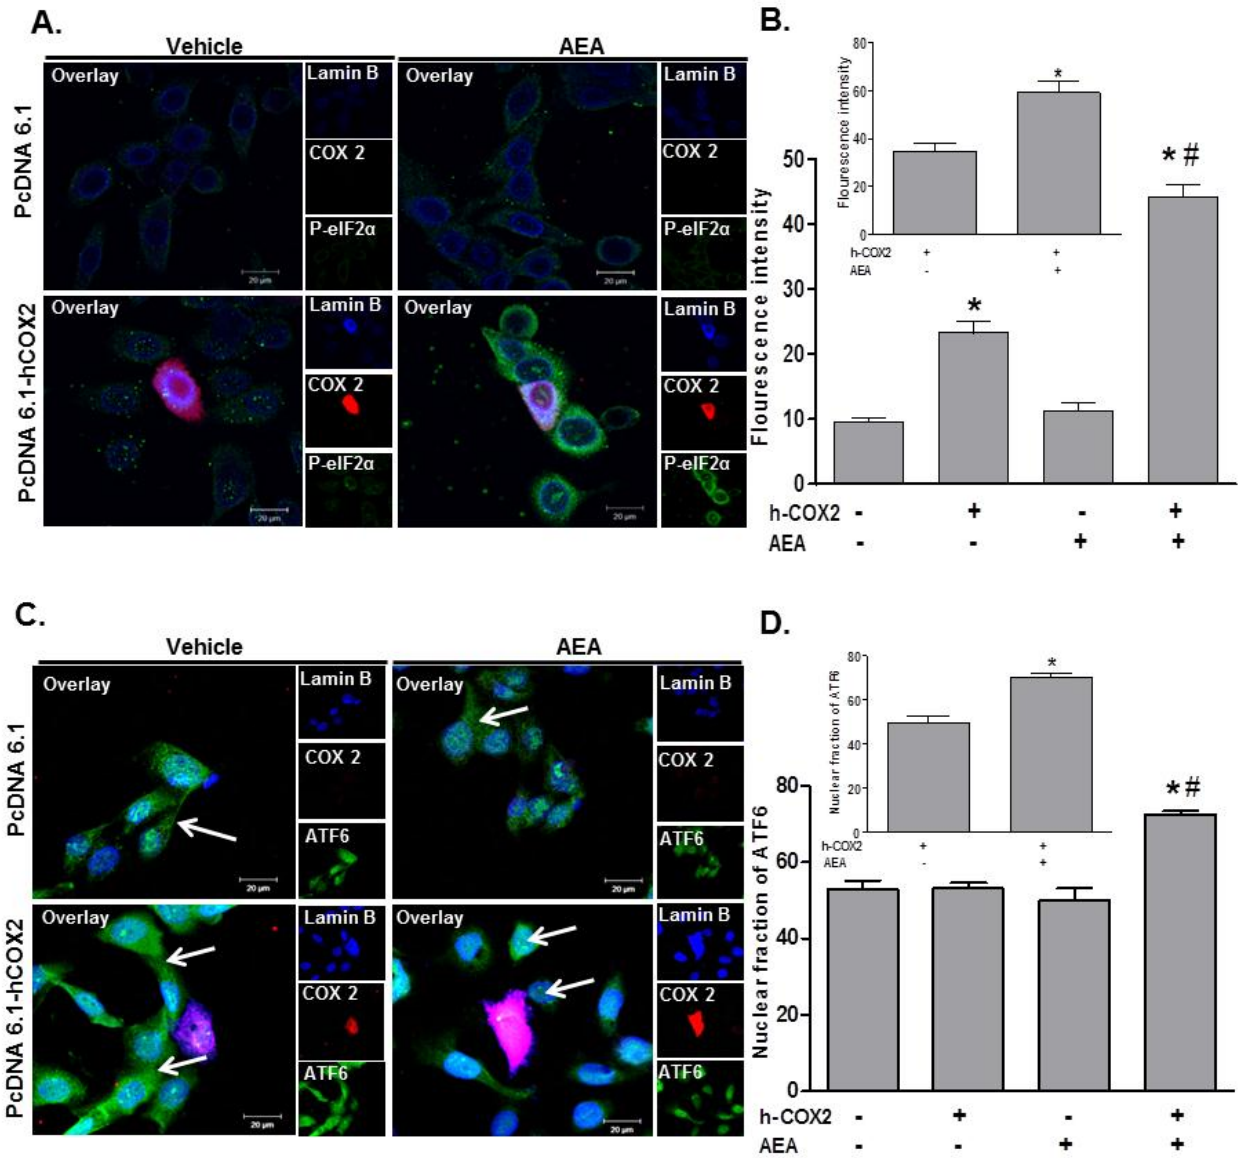 A.
Vehicle
AEA
PcDNA 6.1
Overlay
Lamin B
COX 2
P-eIF2α
20 µm
Overlay
Lamin B
COX 2
P-eIF2α
20 µm
PcDNA 6.1-hCOX2
Overlay
Lamin B
COX 2
P-eIF2α
20 µm
Overlay
Lamin B
COX 2
P-eIF2α
20 µm
B.
Flourescence intensity
80
60
40
20
0
*
h-COX2 + +
AEA - +
Flourescence intensity
50
40
30
20
10
0
*
* #
h-COX2 - + - +
AEA - - + +
C.
Vehicle
AEA
PcDNA 6.1
Overlay
Lamin B
COX 2
ATF6
20 µm
Overlay
Lamin B
COX 2
ATF6
20 µm
PcDNA 6.1-hCOX2
Overlay
Lamin B
COX 2
ATF6
20 µm
Overlay
Lamin B
COX 2
ATF6
20 µm
D.
Nuclear fraction of ATF6
80
60
40
20
0
*
h-COX2 + +
AEA - +
Nuclear fraction of ATF6
80
60
40
20
0
* #
h-COX2 - + - +
AEA - - + +